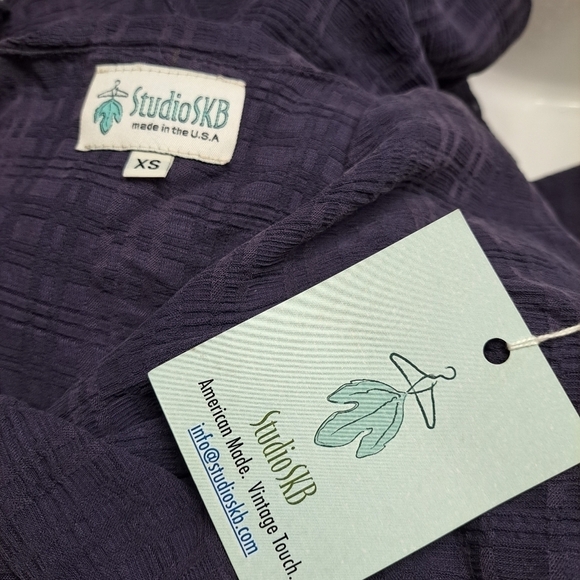 StudioSKB
made in the U.S.A
XS
StudioSKB
American Made. Vintage Touch.
info@studioskb.com